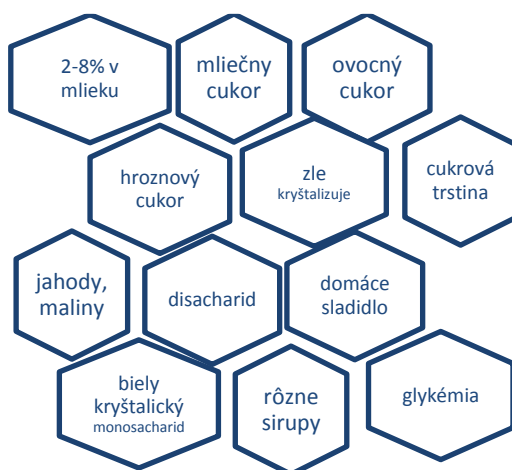 2-8% v
mlieku
mliečny
cukor
ovocný
cukor
hroznový
cukor
zle
kryštalizuje
cukrová
trstina
jahody,
maliny
disacharid
domáce
sladidlo
biely
kryštalický
monosacharid
rôzne
sirupy
glykémia